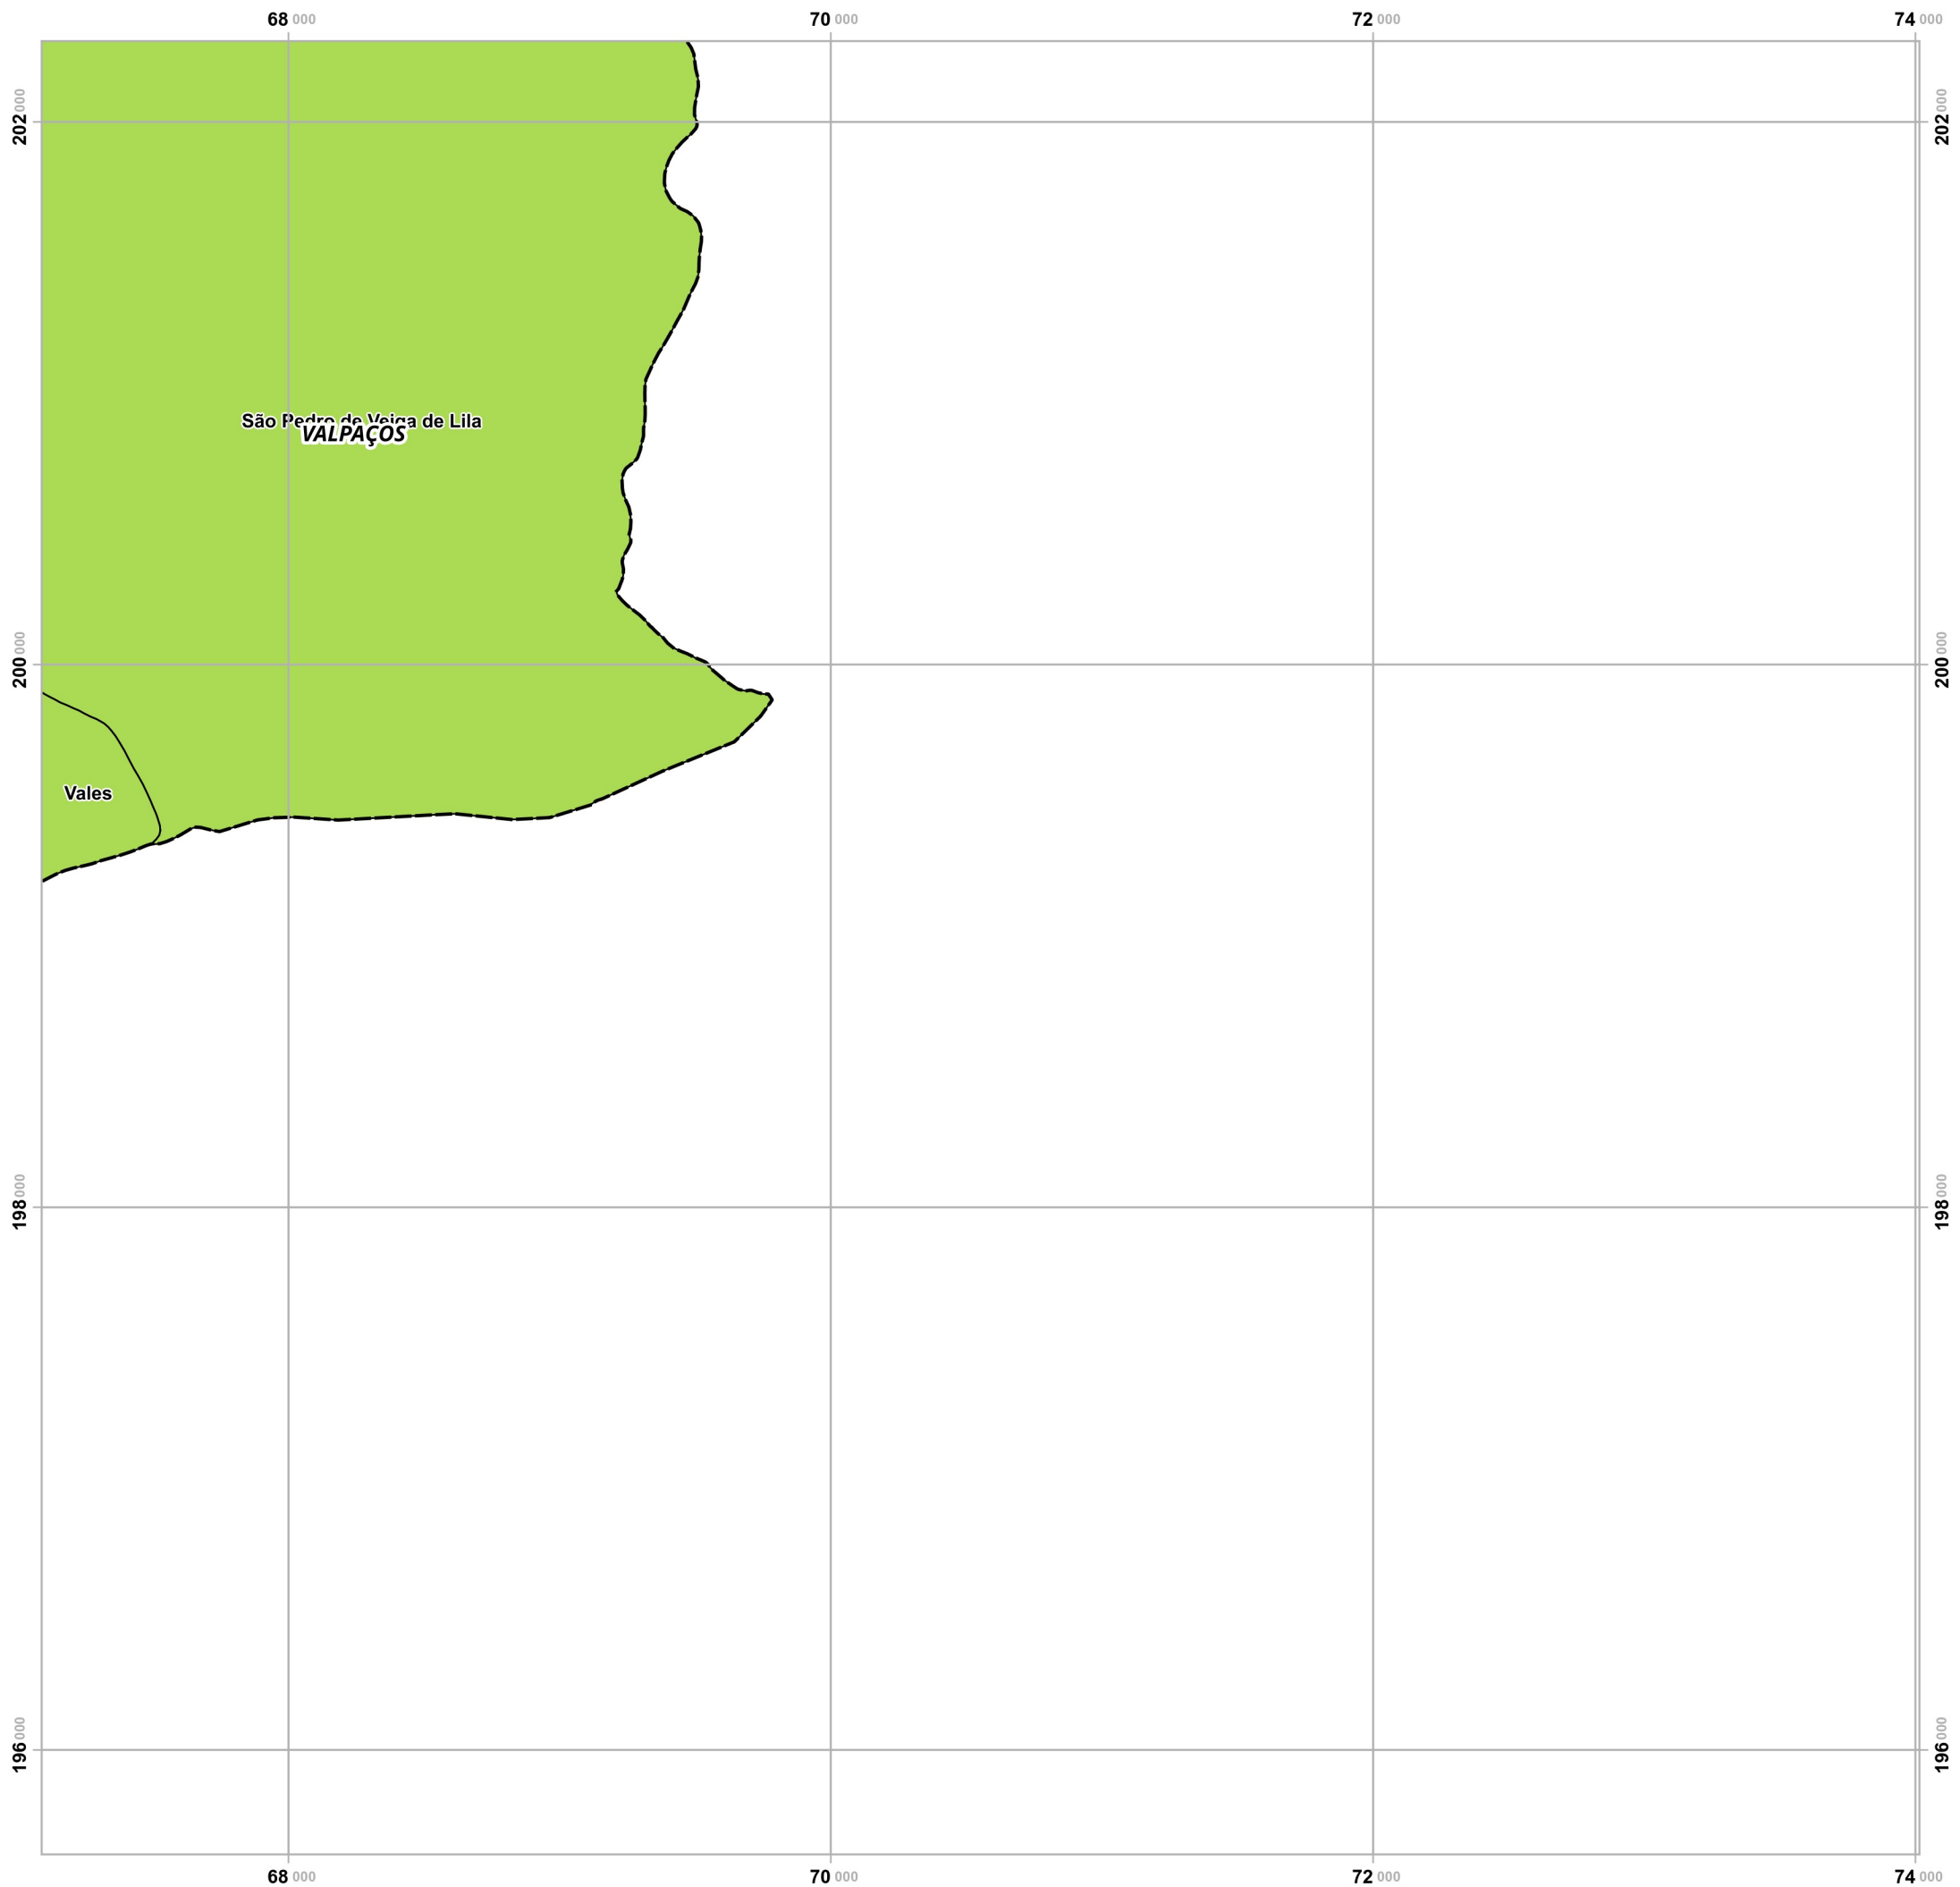 68 000 70 000 72 000 74 000
202 000 202 000
São Pedro de Veiga de Lila
VALPAÇOS
200 000 200 000
Vales
198 000 198 000
196 000 196 000
68 000 70 000 72 000 74 000